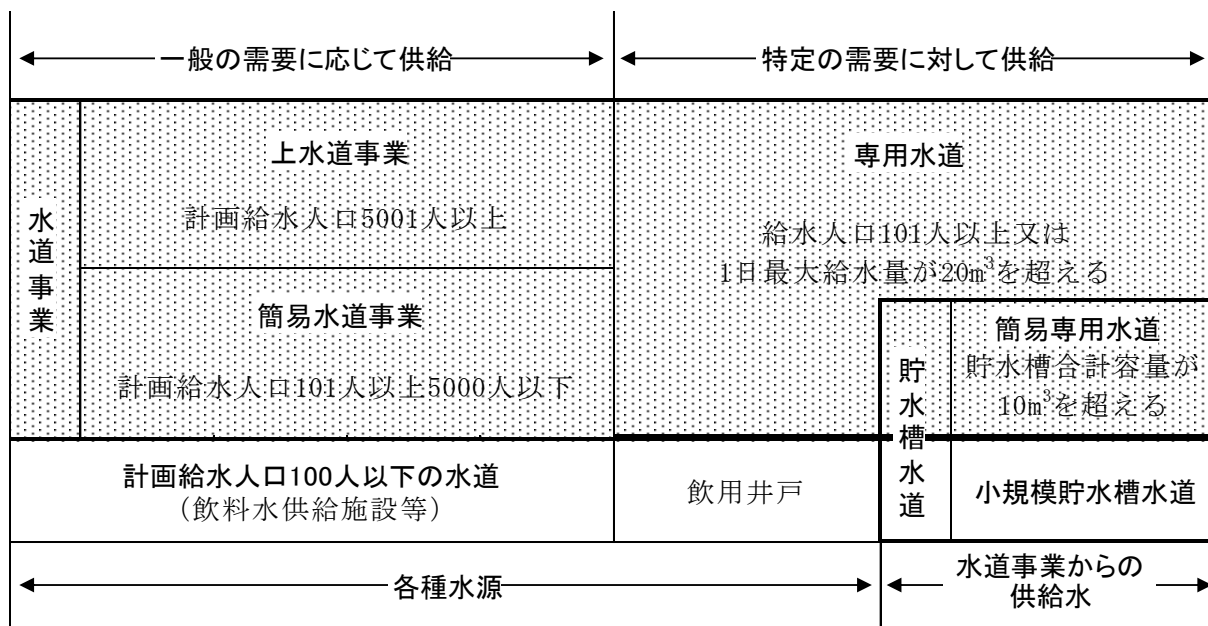 一般の需要に応じて供給
特定の需要に対して供給
水道事業
上水道事業
計画給水人口5001人以上
簡易水道事業
計画給水人口101人以上5000人以下
専用水道
給水人口101人以上又は
1日最大給水量が20m³を超える
貯水槽水道
簡易専用水道
貯水槽合計容量が
10m³を超える
計画給水人口100人以下の水道
(飲料水供給施設等)
飲用井戸
小規模貯水槽水道
各種水源
水道事業からの
供給水